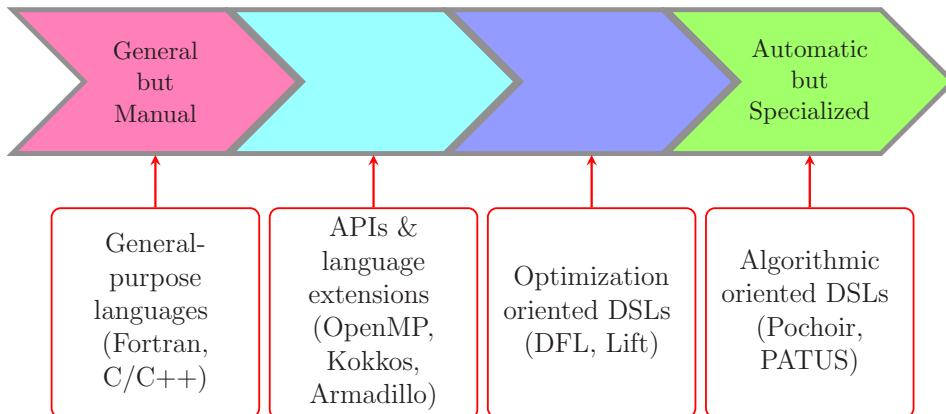 General
but
Manual
Automatic
but
Specialized
General-
purpose
languages
(Fortran,
C/C++)
APIs &
language
extensions
(OpenMP,
Kokkos,
Armadillo)
Optimization
oriented DSLs
(DFL, Lift)
Algorithmic
oriented DSLs
(Pochoir,
PATUS)